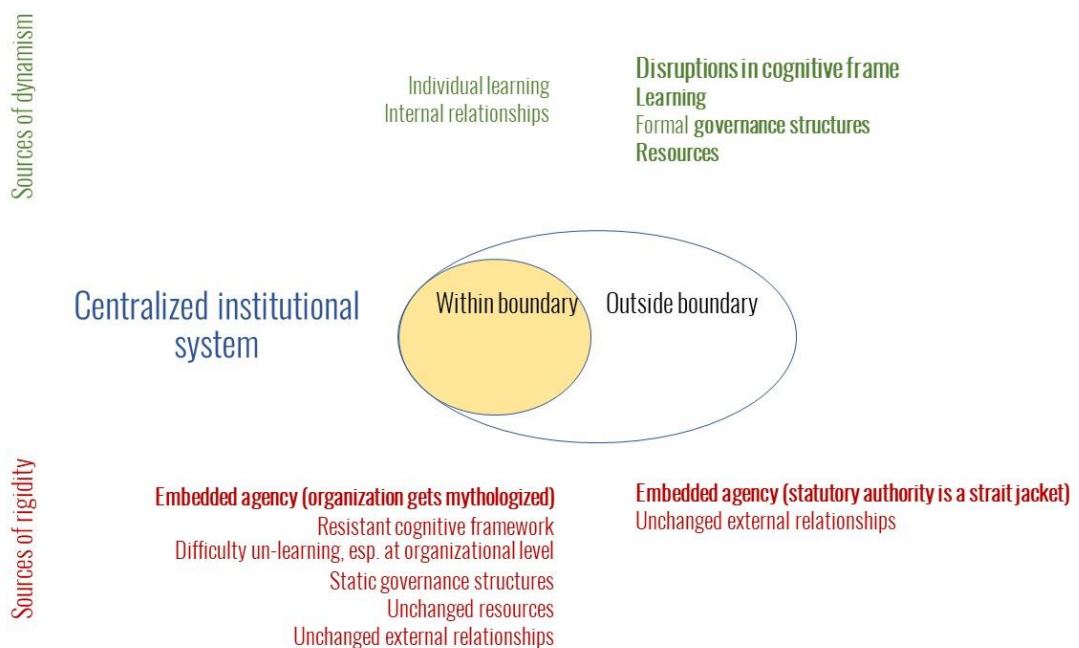 Sources of dynamism
Individual learning
Internal relationships
Disruptions in cognitive frame
Learning
Formal governance structures
Resources
Centralized institutional
system
Within boundary
Outside boundary
Sources of rigidity
Embedded agency (organization gets mythologized)
Resistant cognitive framework
Difficulty un-learning, esp. at organizational level
Static governance structures
Unchanged resources
Unchanged external relationships
Embedded agency (statutory authority is a strait jacket)
Unchanged external relationships